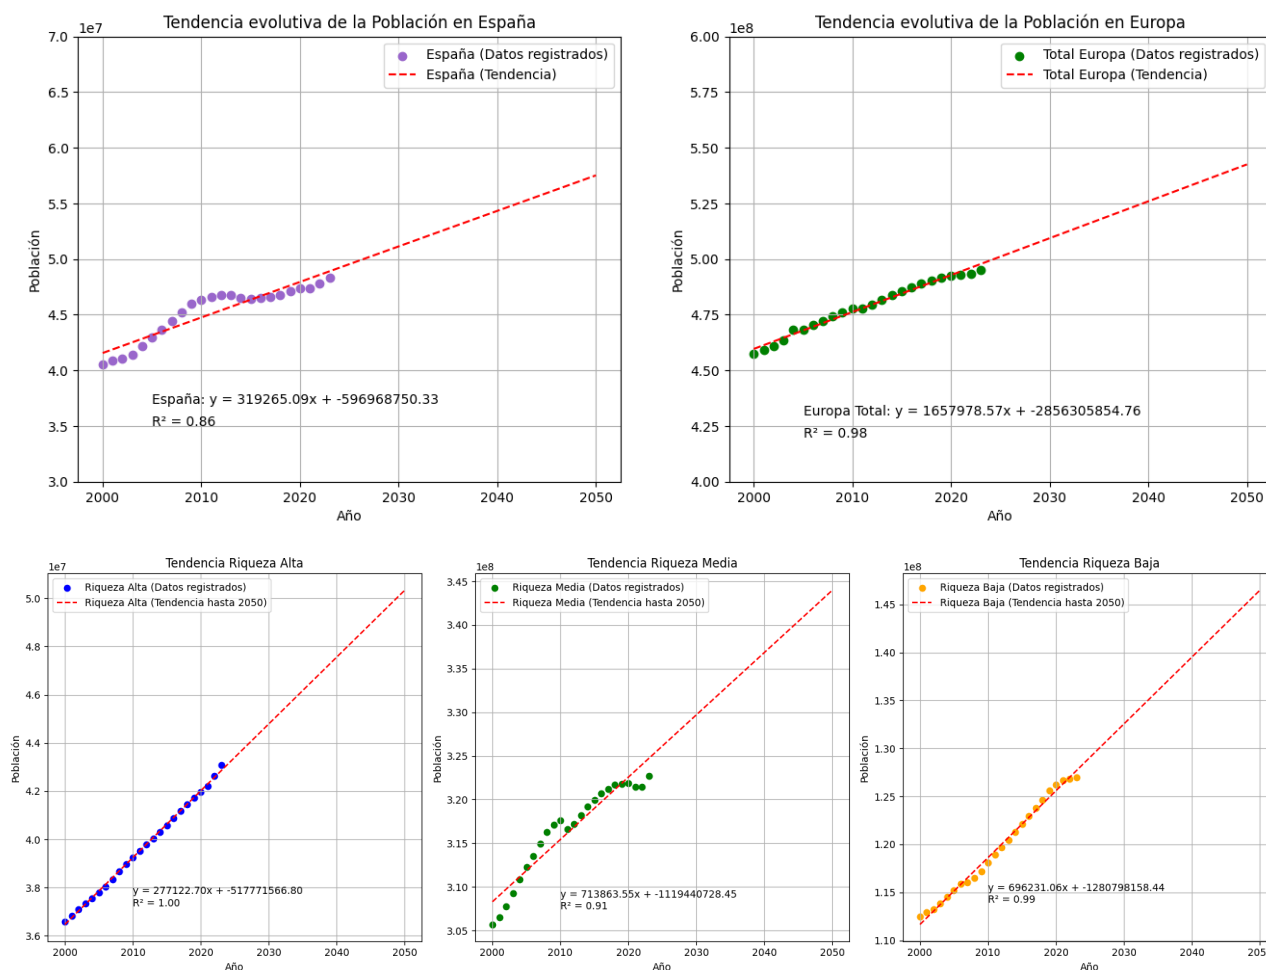 Tendencia evolutiva de la Población en España
1e7
7.0
6.5
6.0
5.5
5.0
4.5
4.0
3.5
3.0
Población
España (Datos registrados)
España (Tendencia)
España: y = 319265.09x + -596968750.33
R² = 0.86
2000 2010 2020 2030 2040 2050
Año
Tendencia evolutiva de la Población en Europa
1e8
6.00
5.75
5.50
5.25
5.00
4.75
4.50
4.25
4.00
Población
Total Europa (Datos registrados)
Total Europa (Tendencia)
Europa Total: y = 1657978.57x + -2856305854.76
R² = 0.98
2000 2010 2020 2030 2040 2050
Año
Tendencia Riqueza Alta
1e7
5.0
4.8
4.6
4.4
4.2
4.0
3.8
3.6
Población
Riqueza Alta (Datos registrados)
Riqueza Alta (Tendencia hasta 2050)
y = 277122.70x + -517771566.80
R² = 1.00
2000 2010 2020 2030 2040 2050
Año
Tendencia Riqueza Media
1e8
3.45
3.40
3.35
3.30
3.25
3.20
3.15
3.10
3.05
Población
Riqueza Media (Datos registrados)
Riqueza Media (Tendencia hasta 2050)
y = 713863.55x + -1119440728.45
R² = 0.91
2000 2010 2020 2030 2040 2050
Año
Tendencia Riqueza Baja
1e8
1.45
1.40
1.35
1.30
1.25
1.20
1.15
1.10
Población
Riqueza Baja (Datos registrados)
Riqueza Baja (Tendencia hasta 2050)
y = 696231.06x + -1280798158.44
R² = 0.99
2000 2010 2020 2030 2040 2050
Año